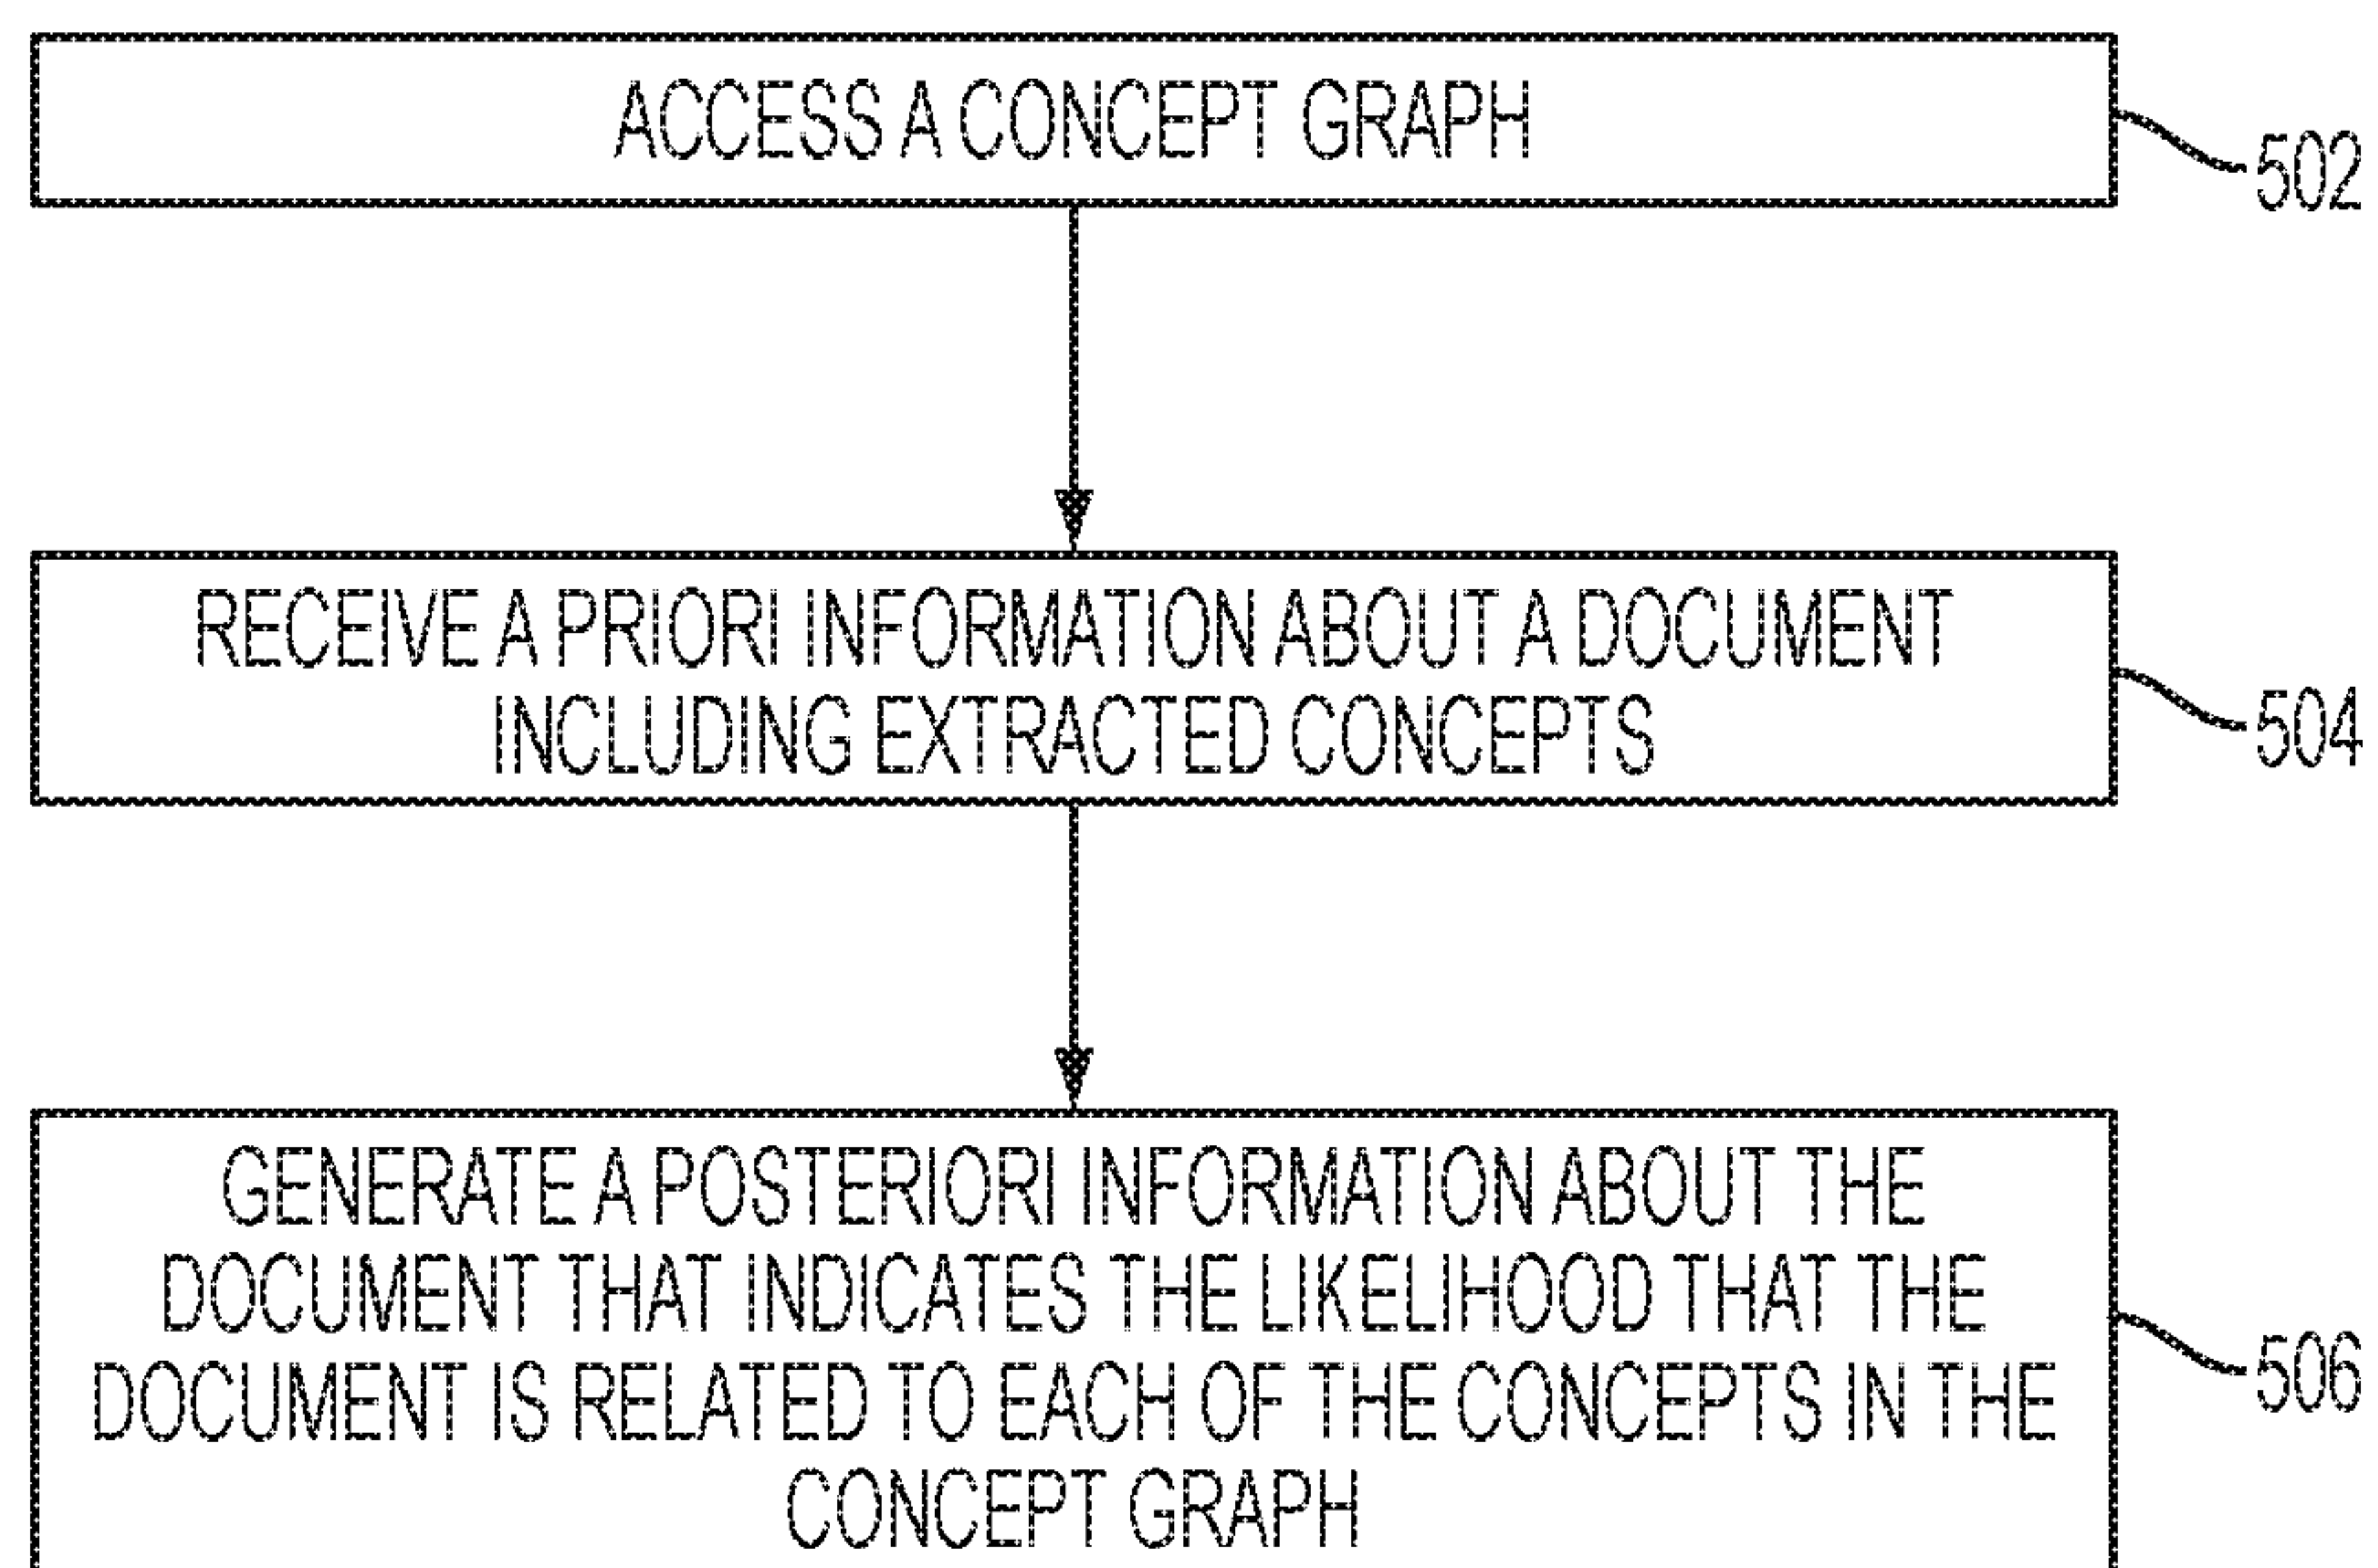 ACCESS A CONCEPT GRAPH
502
RECEIVE A PRIORI INFORMATION ABOUT A DOCUMENT
INCLUDING EXTRACTED CONCEPTS
504
GENERATE A POSTERIORI INFORMATION ABOUT THE
DOCUMENT THAT INDICATES THE LIKELIHOOD THAT THE
DOCUMENT IS RELATED TO EACH OF THE CONCEPTS IN THE
CONCEPT GRAPH
506